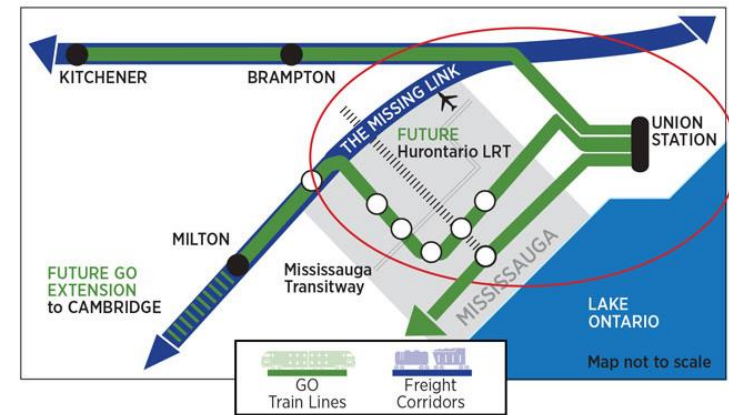 KITCHENER
BRAMPTON
THE MISSING LINK
UNION
STATION
FUTURE
Hurontario LRT
MILTON
Mississauga
Transitway
MISSISSAUGA
FUTURE GO
EXTENSION
to CAMBRIDGE
LAKE
ONTARIO
Map not to scale
GO
Train Lines
Freight
Corridors